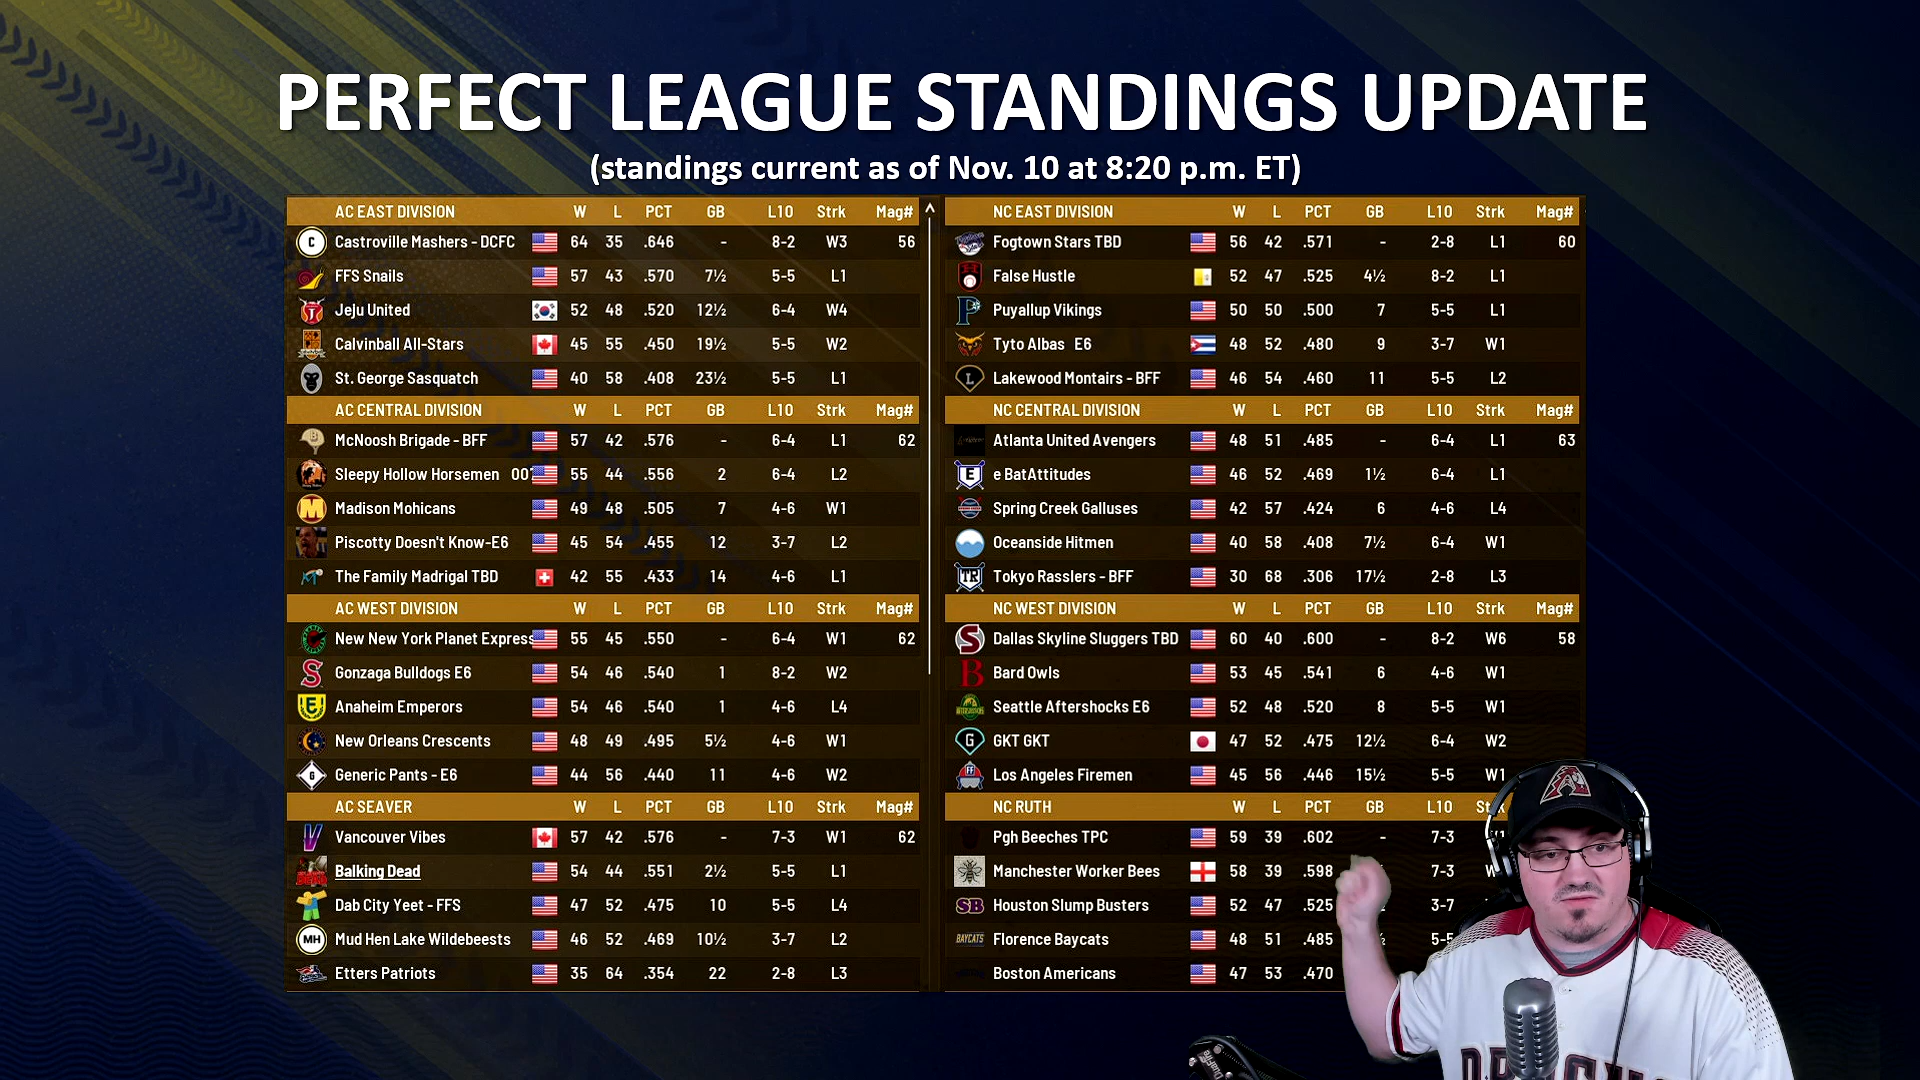 PERFECT LEAGUE STANDINGS UPDATE
(standings current as of Nov. 10 at 8:20 p.m. ET)
AC EAST DIVISION W L PCT GB L10 Strk Mag#
C Castroville Mashers - DCFC 64 35 .646 - 8-2 W3 56
FFS Snails 57 43 .570 7½ 5-5 L1
Jeju United 52 48 .520 12½ 6-4 W4
Calvinball All-Stars 45 55 .450 19½ 5-5 W2
St. George Sasquatch 40 58 .408 23½ 5-5 L1
AC CENTRAL DIVISION W L PCT GB L10 Strk Mag#
B McNoosh Brigade - BFF 57 42 .576 - 6-4 L1 62
Sleepy Hollow Horsemen 007 55 44 .556 2 6-4 L2
M Madison Mohicans 49 48 .505 7 4-6 W1
Piscotty Doesn't Know-E6 45 54 .455 12 3-7 L2
The Family Madrigal TBD 42 55 .433 14 4-6 L1
AC WEST DIVISION W L PCT GB L10 Strk Mag#
New New York Planet Express 55 45 .550 - 6-4 W1 62
S Gonzaga Bulldogs E6 54 46 .540 1 8-2 W2
E Anaheim Emperors 54 46 .540 1 4-6 L4
New Orleans Crescents 48 49 .495 5½ 4-6 W1
G Generic Pants - E6 44 56 .440 11 4-6 W2
AC SEAVER W L PCT GB L10 Strk Mag#
V Vancouver Vibes 57 42 .576 - 7-3 W1 62
Balking Dead 54 44 .551 2½ 5-5 L1
Dab City Yeet - FFS 47 52 .475 10 5-5 L4
MH Mud Hen Lake Wildebeests 46 52 .469 10½ 3-7 L2
Etters Patriots 35 64 .354 22 2-8 L3
NC EAST DIVISION W L PCT GB L10 Strk Mag#
Fogtown Stars TBD 56 42 .571 - 2-8 L1 60
False Hustle 52 47 .525 4½ 8-2 L1
P Puyallup Vikings 50 50 .500 7 5-5 L1
Tyto Albas E6 48 52 .480 9 3-7 W1
L Lakewood Montairs - BFF 46 54 .460 11 5-5 L2
NC CENTRAL DIVISION W L PCT GB L10 Strk Mag#
Atlanta United Avengers 48 51 .485 - 6-4 L1 63
E e BatAttitudes 46 52 .469 1½ 6-4 L1
Spring Creek Galluses 42 57 .424 6 4-6 L4
Oceanside Hitmen 40 58 .408 7½ 6-4 W1
TR Tokyo Rasslers - BFF 30 68 .306 17½ 2-8 L3
NC WEST DIVISION W L PCT GB L10 Strk Mag#
S Dallas Skyline Sluggers TBD 60 40 .600 - 8-2 W6 58
B Bard Owls 53 45 .541 6 4-6 W1
Seattle Aftershocks E6 52 48 .520 8 5-5 W1
G GKT GKT 47 52 .475 12½ 6-4 W2
FF Los Angeles Firemen 45 56 .446 15½ 5-5 W1
NC RUTH W L PCT GB L10
Pgh Beeches TPC 59 39 .602 - 7-3
Manchester Worker Bees 58 39 .598 7-3
SB Houston Slump Busters 52 47 .525 3-7
BAYCATS Florence Baycats 48 51 .485 5-5
Boston Americans 47 53 .470
A